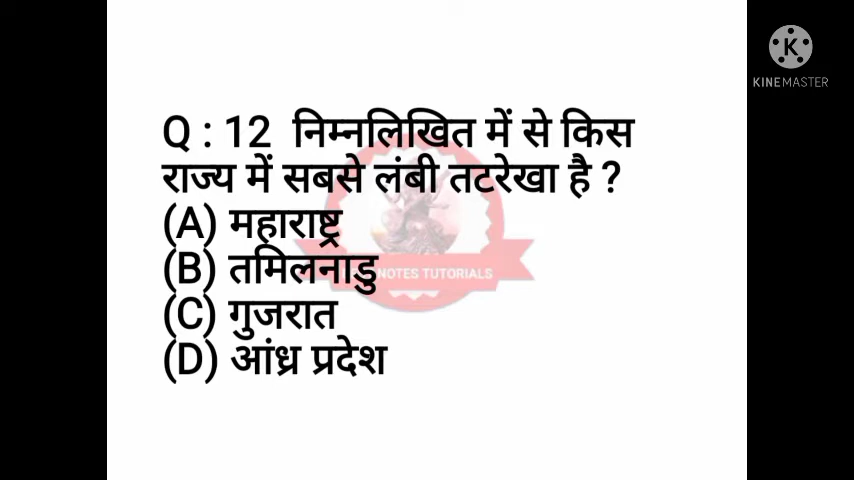 KINEMASTER
Q : 12 निम्नलिखित में से किस
राज्य में सबसे लंबी तटरेखा है ?
(A) महाराष्ट्र
(B) तमिलनाडु
NOTES TUTORIALS
(C) गुजरात
(D) आंध्र प्रदेश